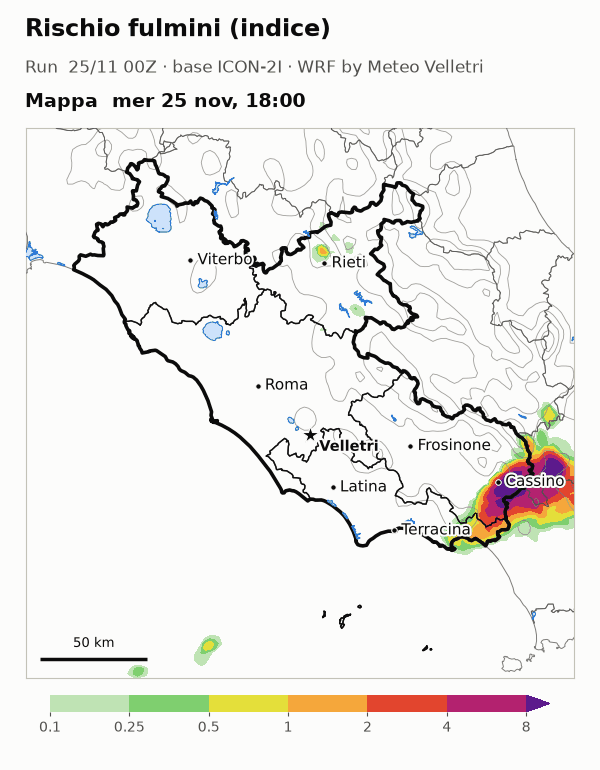 Rischio fulmini (indice)
Run  25/11 00Z · base ICON-2I · WRF by Meteo Velletri
Mappa  mer 25 nov, 18:00
Viterbo
Rieti
Roma
Velletri
Frosinone
Cassino
Latina
Terracina
50 km
0.1 0.25 0.5 1 2 4 8